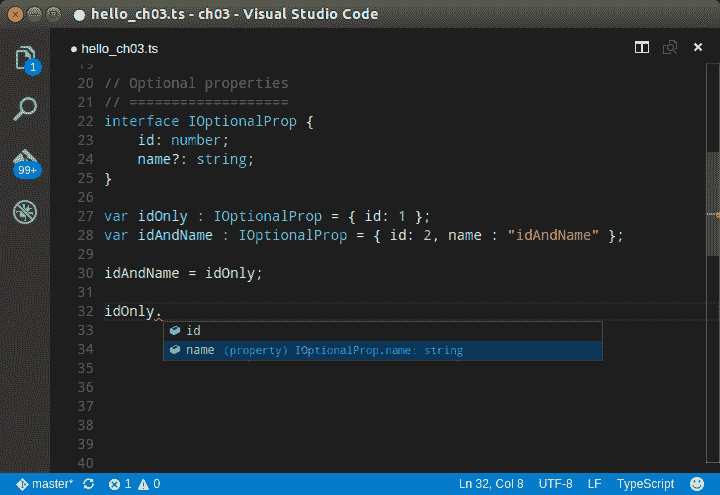 hello_ch03.ts - ch03 - Visual Studio Code
hello_ch03.ts
1
99+
19
20 // Optional properties
21 // ===================
22 interface IOptionalProp {
23     id: number;
24     name?: string;
25 }
26
27 var idOnly : IOptionalProp = { id: 1 };
28 var idAndName : IOptionalProp = { id: 2, name : "idAndName" };
29
30 idAndName = idOnly;
31
32 idOnly.
33 id
34 name (property) IOptionalProp.name: string
35
36
37
38
39
40
master* 1 0 Ln 32, Col 8 UTF-8 LF TypeScript